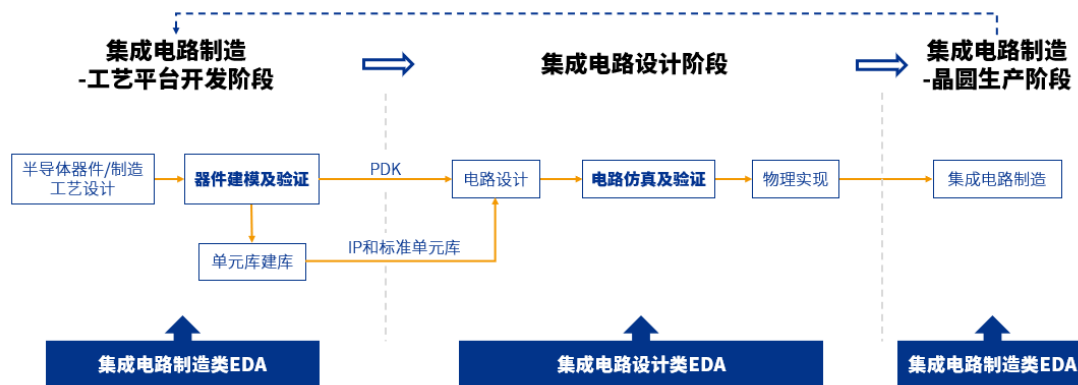 集成电路制造
-工艺平台开发阶段
集成电路设计阶段
集成电路制造
-晶圆生产阶段
半导体器件/制造
工艺设计
器件建模及验证
PDK
电路设计
电路仿真及验证
物理实现
集成电路制造
单元库建库
IP和标准单元库
集成电路制造类EDA
集成电路设计类EDA
集成电路制造类EDA